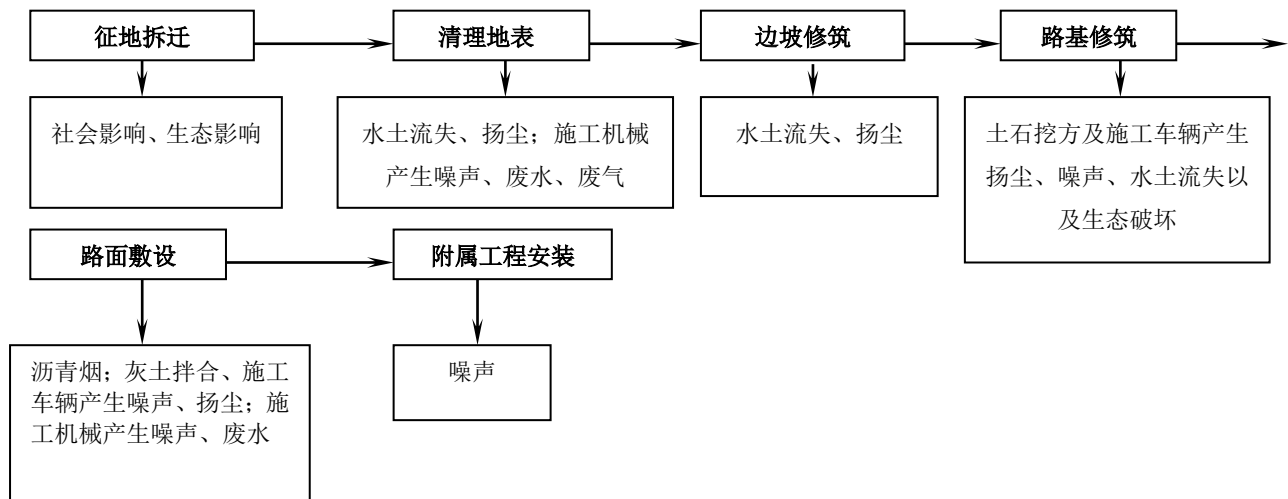 征地拆迁
清理地表
边坡修筑
路基修筑
社会影响、生态影响
水土流失、扬尘；施工机械
产生噪声、废水、废气
水土流失、扬尘
土石挖方及施工车辆产生
扬尘、噪声、水土流失以
及生态破坏
路面敷设
附属工程安装
沥青烟；灰土拌合、施工
车辆产生噪声、扬尘；施
工机械产生噪声、废水
噪声